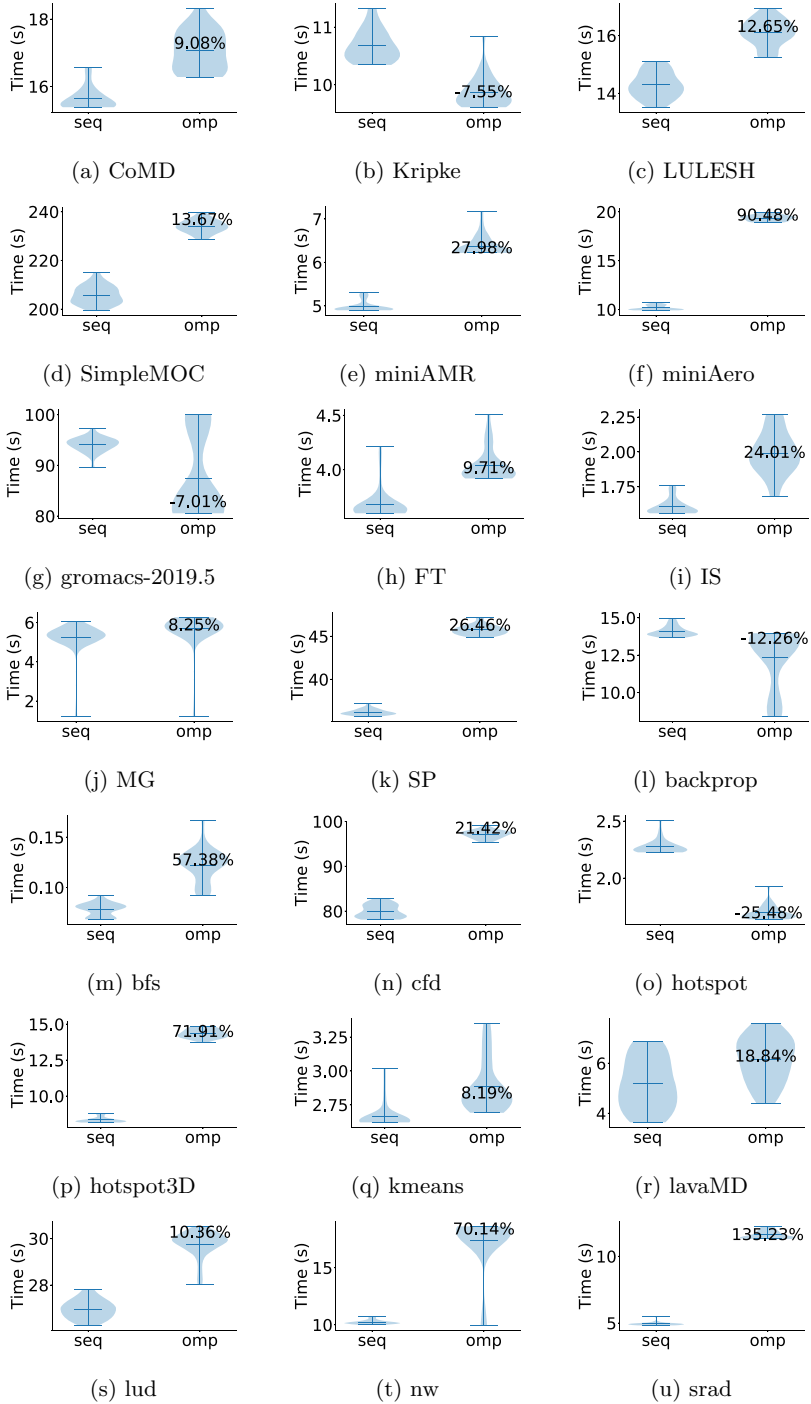 18
16
Time (s)
9.08%
seq
omp
(a) CoMD
11
10
Time (s)
-7.55%
seq
omp
(b) Kripke
16
14
Time (s)
12.65%
seq
omp
(c) LULESH
240
220
200
Time (s)
13.67%
seq
omp
(d) SimpleMOC
7
6
5
Time (s)
27.98%
seq
omp
(e) miniAMR
20
15
10
Time (s)
90.48%
seq
omp
(f) miniAero
100
90
80
Time (s)
-7.01%
seq
omp
(g) gromacs-2019.5
4.5
4.0
Time (s)
9.71%
seq
omp
(h) FT
2.25
2.00
1.75
Time (s)
24.01%
seq
omp
(i) IS
6
4
2
Time (s)
8.25%
seq
omp
(j) MG
45
40
Time (s)
26.46%
seq
omp
(k) SP
15.0
12.5
10.0
Time (s)
-12.26%
seq
omp
(l) backprop
0.15
0.10
Time (s)
57.38%
seq
omp
(m) bfs
100
90
80
Time (s)
21.42%
seq
omp
(n) cfd
2.5
2.0
Time (s)
-25.48%
seq
omp
(o) hotspot
15.0
12.5
10.0
Time (s)
71.91%
seq
omp
(p) hotspot3D
3.25
3.00
2.75
Time (s)
8.19%
seq
omp
(q) kmeans
6
4
Time (s)
18.84%
seq
omp
(r) lavaMD
30
28
Time (s)
10.36%
seq
omp
(s) lud
15
10
Time (s)
70.14%
seq
omp
(t) nw
10
5
Time (s)
135.23%
seq
omp
(u) srad